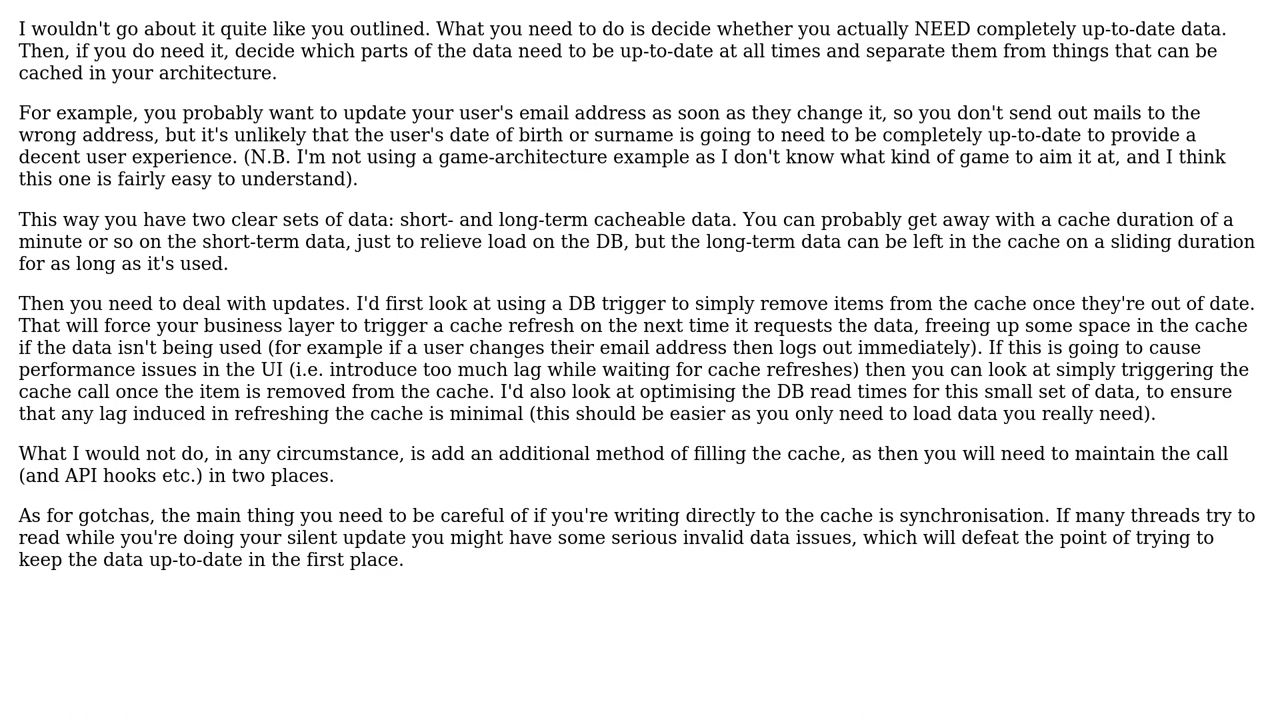 I wouldn't go about it quite like you outlined. What you need to do is decide whether you actually NEED completely up-to-date data.
Then, if you do need it, decide which parts of the data need to be up-to-date at all times and separate them from things that can be
cached in your architecture.
For example, you probably want to update your user's email address as soon as they change it, so you don't send out mails to the
wrong address, but it's unlikely that the user's date of birth or surname is going to need to be completely up-to-date to provide a
decent user experience. (N.B. I'm not using a game-architecture example as I don't know what kind of game to aim it at, and I think
this one is fairly easy to understand).
This way you have two clear sets of data: short- and long-term cacheable data. You can probably get away with a cache duration of a
minute or so on the short-term data, just to relieve load on the DB, but the long-term data can be left in the cache on a sliding duration
for as long as it's used.
Then you need to deal with updates. I'd first look at using a DB trigger to simply remove items from the cache once they're out of date.
That will force your business layer to trigger a cache refresh on the next time it requests the data, freeing up some space in the cache
if the data isn't being used (for example if a user changes their email address then logs out immediately). If this is going to cause
performance issues in the UI (i.e. introduce too much lag while waiting for cache refreshes) then you can look at simply triggering the
cache call once the item is removed from the cache. I'd also look at optimising the DB read times for this small set of data, to ensure
that any lag induced in refreshing the cache is minimal (this should be easier as you only need to load data you really need).
What I would not do, in any circumstance, is add an additional method of filling the cache, as then you will need to maintain the call
(and API hooks etc.) in two places.
As for gotchas, the main thing you need to be careful of if you're writing directly to the cache is synchronisation. If many threads try to
read while you're doing your silent update you might have some serious invalid data issues, which will defeat the point of trying to
keep the data up-to-date in the first place.